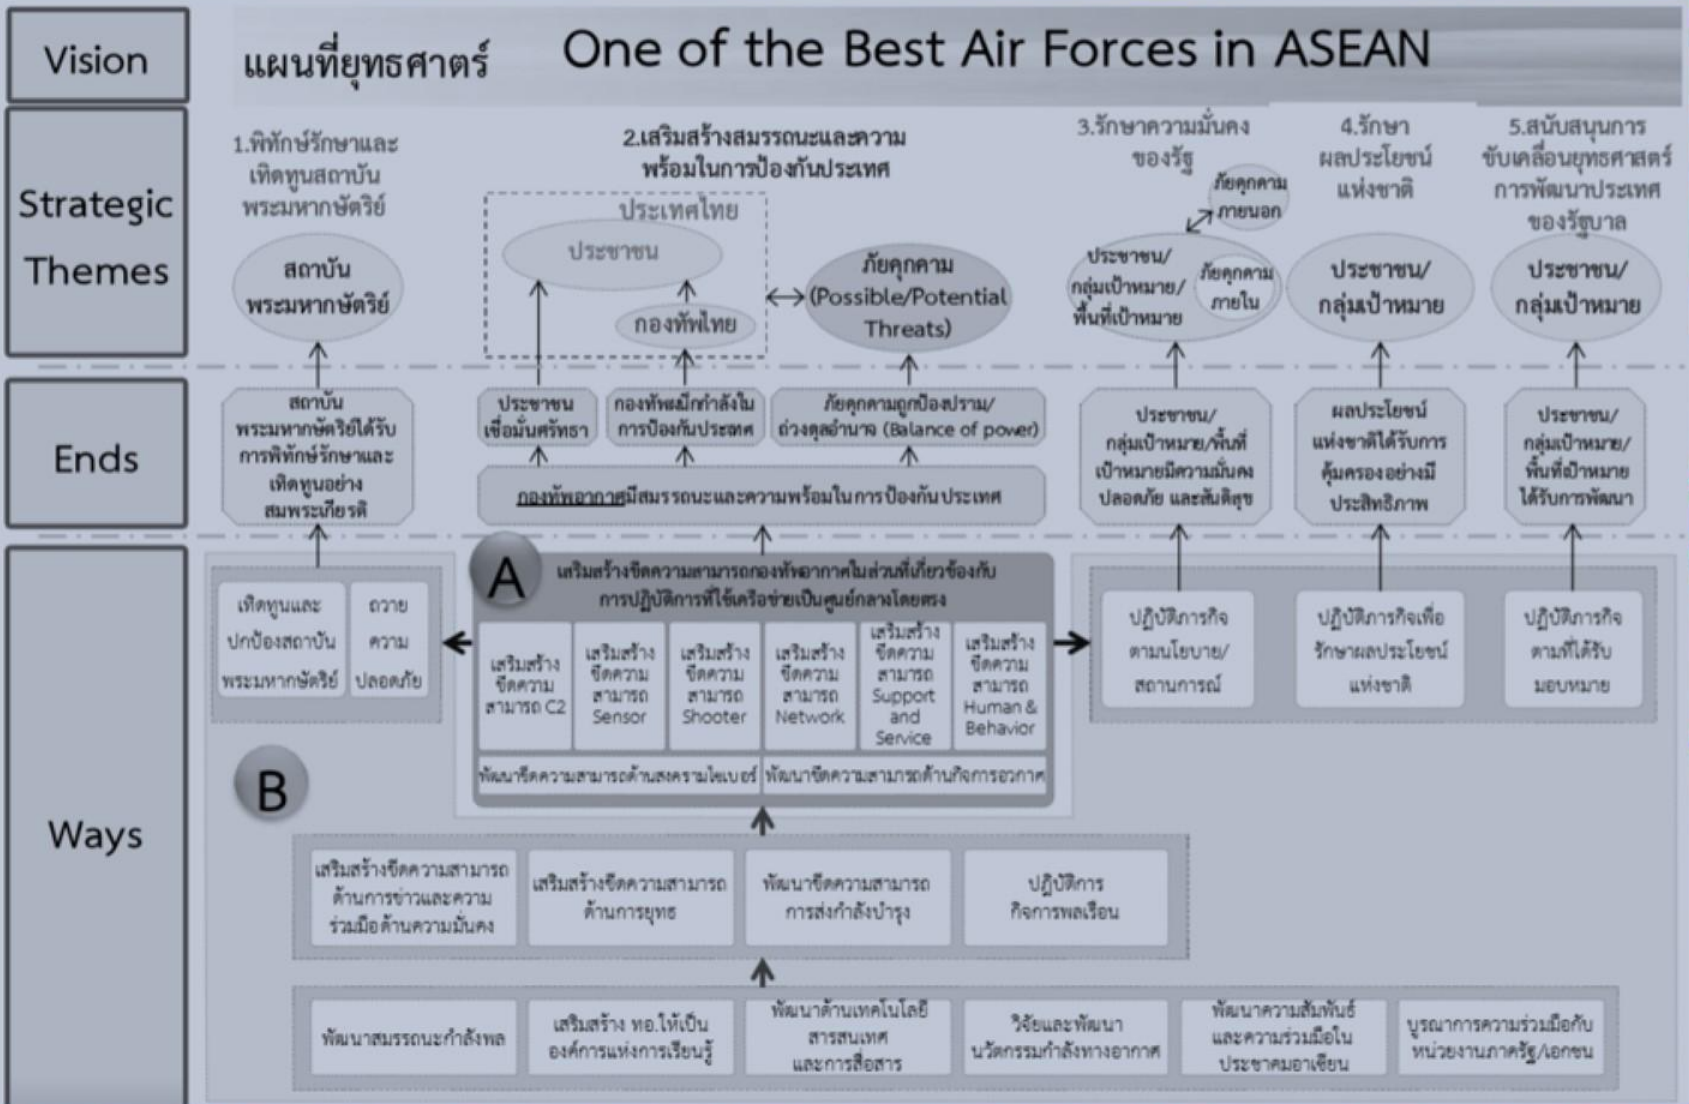 Vision
แผนที่ยุทธศาตร์
One of the Best Air Forces in ASEAN
Strategic
Themes
1.พิทักษ์รักษาและ
เทิดทูนสถาบัน
พระมหากษัตริย์
สถาบัน
พระมหากษัตริย์
2.เสริมสร้างสมรรถนะและความ
พร้อมในการป้องกันประเทศ
ประเทศไทย
ประชาชน
กองทัพไทย
ภัยคุกคาม
(Possible/Potential
Threats)
3.รักษาความมั่นคง
ของรัฐ
ภัยคุกคาม
ภายนอก
ประชาชน/
กลุ่มเป้าหมาย/
พื้นที่เป้าหมาย
ภัยคุกคาม
ภายใน
4.รักษา
ผลประโยชน์
แห่งชาติ
ประชาชน/
กลุ่มเป้าหมาย
5.สนับสนุนการ
ขับเคลื่อนยุทธศาสตร์
การพัฒนาประเทศ
ของรัฐบาล
ประชาชน/
กลุ่มเป้าหมาย
Ends
สถาบัน
พระมหากษัตริย์ได้รับ
การพิทักษ์รักษาและ
เทิดทูนอย่าง
สมพระเกียรติ
ประชาชน
เชื่อมั่นศรัทธา
กองทัพผนึกกำลังใน
การป้องกันประเทศ
ภัยคุกคามถูกป้องปราม/
ถ่วงดุลอำนาจ (Balance of power)
กองทัพอากาศมีสมรรถนะและความพร้อมในการป้องกันประเทศ
ประชาชน/
กลุ่มเป้าหมาย/พื้นที่
เป้าหมายมีความมั่นคง
ปลอดภัย และสันติสุข
ผลประโยชน์
แห่งชาติได้รับการ
คุ้มครองอย่างมี
ประสิทธิภาพ
ประชาชน/
กลุ่มเป้าหมาย/
พื้นที่เป้าหมาย
ได้รับการพัฒนา
Ways
เทิดทูนและ
ปกป้องสถาบัน
พระมหากษัตริย์
ถวาย
ความ
ปลอดภัย
A
เสริมสร้างขีดความสามารถกองทัพอากาศในส่วนที่เกี่ยวข้องกับ
การปฏิบัติการที่ใช้เครือข่ายเป็นศูนย์กลางโดยตรง
เสริมสร้าง
ขีดความ
สามารถ C2
เสริมสร้าง
ขีดความ
สามารถ
Sensor
เสริมสร้าง
ขีดความ
สามารถ
Shooter
เสริมสร้าง
ขีดความ
สามารถ
Network
เสริมสร้าง
ขีดความ
สามารถ
Support
and
Service
เสริมสร้าง
ขีดความ
สามารถ
Human &
Behavior
พัฒนาขีดความสามารถด้านสงครามไซเบอร์
พัฒนาขีดความสามารถด้านกิจการอวกาศ
ปฏิบัติภารกิจ
ตามนโยบาย/
สถานการณ์
ปฏิบัติภารกิจเพื่อ
รักษาผลประโยชน์
แห่งชาติ
ปฏิบัติภารกิจ
ตามที่ได้รับ
มอบหมาย
B
เสริมสร้างขีดความสามารถ
ด้านการข่าวและความ
ร่วมมือด้านความมั่นคง
เสริมสร้างขีดความสามารถ
ด้านการยุทธ
พัฒนาขีดความสามารถ
การส่งกำลังบำรุง
ปฏิบัติการ
กิจการพลเรือน
พัฒนาสมรรถนะกำลังพล
เสริมสร้าง ทอ.ให้เป็น
องค์การแห่งการเรียนรู้
พัฒนาด้านเทคโนโลยี
สารสนเทศ
และการสื่อสาร
วิจัยและพัฒนา
นวัตกรรมกำลังทางอากาศ
พัฒนาความสัมพันธ์
และความร่วมมือใน
ประชาคมอาเซียน
บูรณาการความร่วมมือกับ
หน่วยงานภาครัฐ/เอกชน